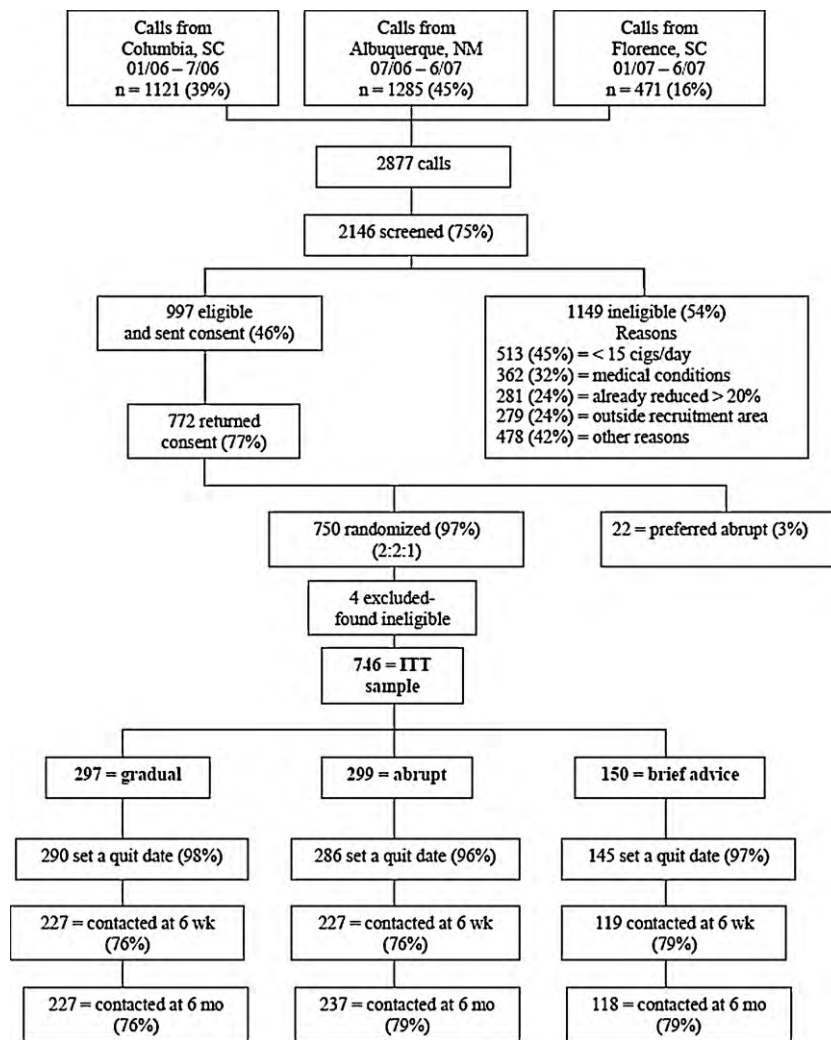 Calls from
Columbia, SC
01/06 – 7/06
n = 1121 (39%)
Calls from
Albuquerque, NM
07/06 – 6/07
n = 1285 (45%)
Calls from
Florence, SC
01/07 – 6/07
n = 471 (16%)
2877 calls
2146 screened (75%)
997 eligible
and sent consent (46%)
1149 ineligible (54%)
Reasons
513 (45%) = < 15 cigs/day
362 (32%) = medical conditions
281 (24%) = already reduced > 20%
279 (24%) = outside recruitment area
478 (42%) = other reasons
772 returned
consent (77%)
750 randomized (97%)
(2:2:1)
22 = preferred abrupt (3%)
4 excluded-
found ineligible
746 = ITT
sample
297 = gradual
299 = abrupt
150 = brief advice
290 set a quit date (98%)
286 set a quit date (96%)
145 set a quit date (97%)
227 = contacted at 6 wk
(76%)
227 = contacted at 6 wk
(76%)
119 contacted at 6 wk
(79%)
227 = contacted at 6 mo
(76%)
237 = contacted at 6 mo
(79%)
118 = contacted at 6 mo
(79%)